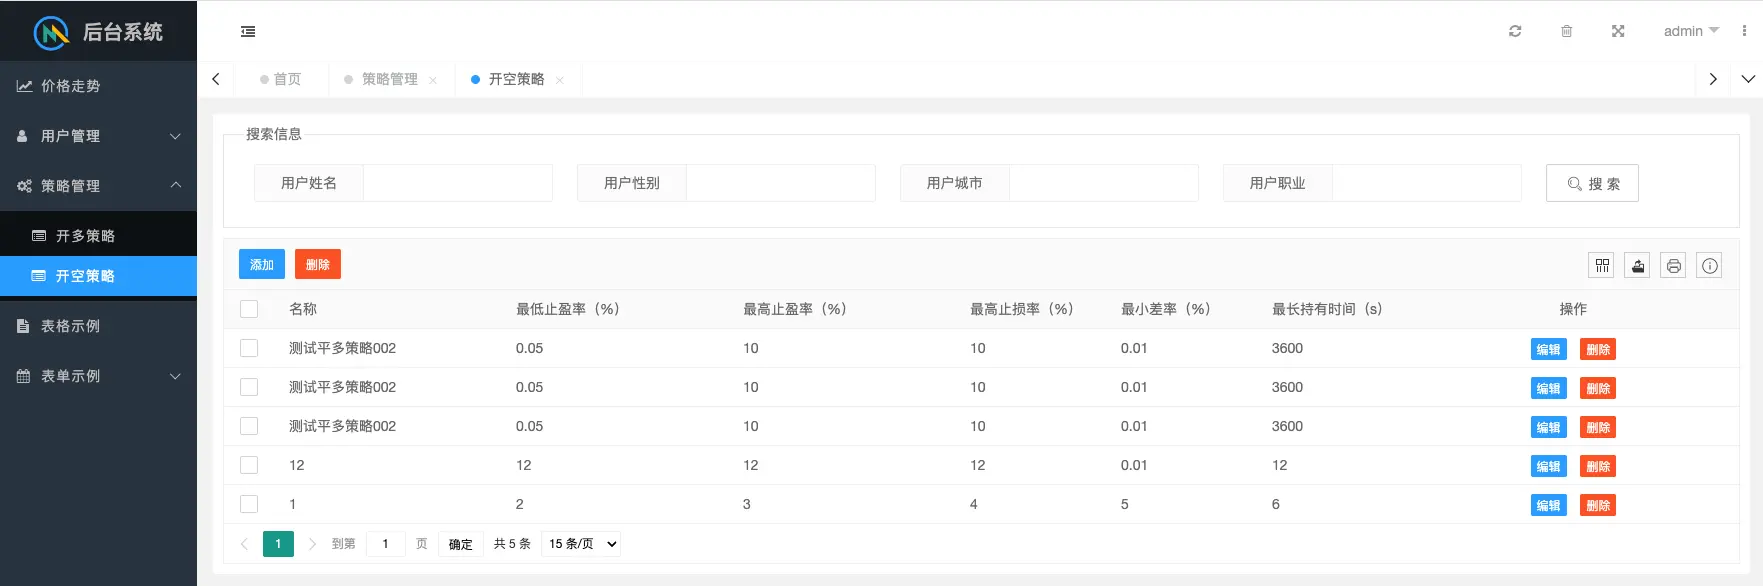 后台系统
admin
价格走势
用户管理
策略管理
开多策略
开空策略
表格示例
表单示例
首页 策略管理 开空策略
搜索信息
用户姓名 用户性别 用户城市 用户职业 搜 索
添加 删除
名称 最低止盈率（%） 最高止盈率（%） 最高止损率（%） 最小差率（%） 最长持有时间（s） 操作
测试平多策略002 0.05 10 10 0.01 3600 编辑 删除
测试平多策略002 0.05 10 10 0.01 3600 编辑 删除
测试平多策略002 0.05 10 10 0.01 3600 编辑 删除
12 12 12 12 0.01 12 编辑 删除
1 2 3 4 5 6 编辑 删除
1 到第 1 页 确定 共 5 条 15 条/页